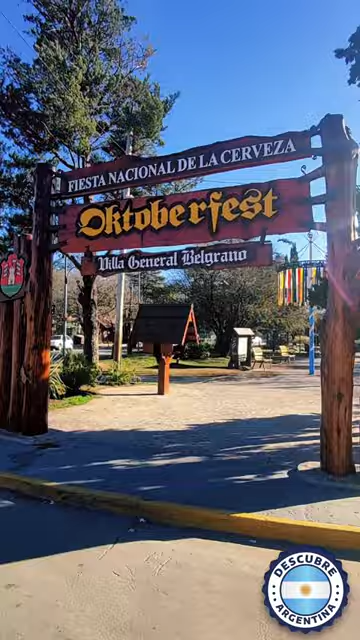 FIESTA NACIONAL DE LA CERVEZA
Oktoberfest
Villa General Belgrano
DESCUBRE
ARGENTINA